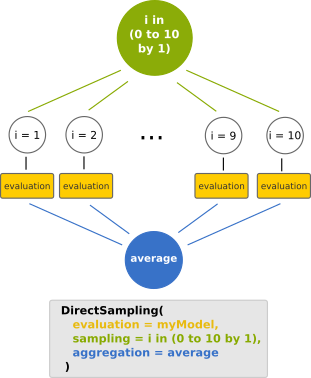 i in
(0 to 10
by 1)
i = 1
i = 2
...
i = 9
i = 10
evaluation
evaluation
evaluation
evaluation
average
DirectSampling(
evaluation = myModel,
sampling = i in (0 to 10 by 1),
aggregation = average
)